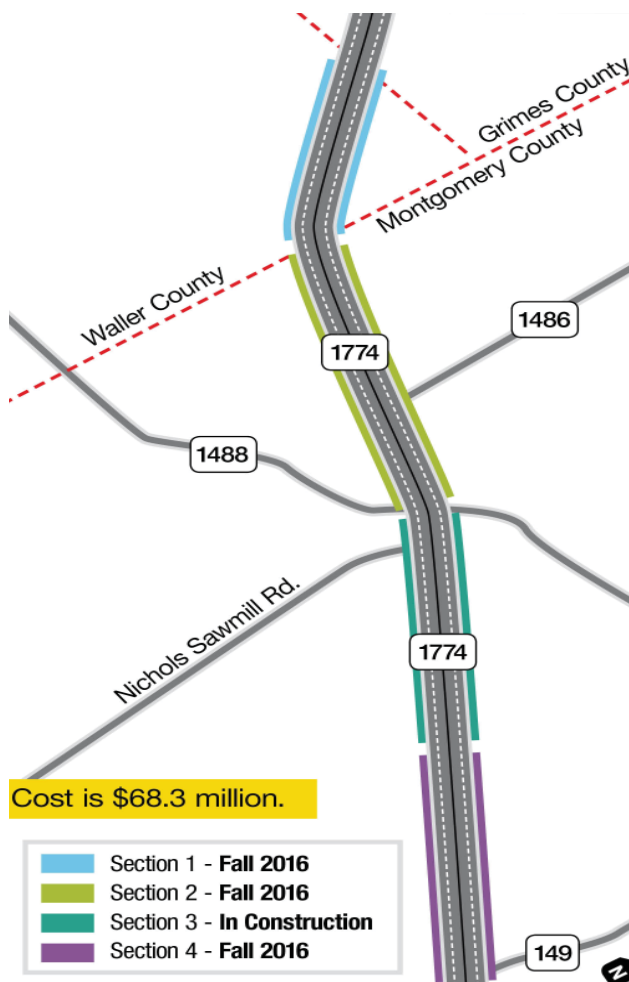 Grimes County
Montgomery County
Waller County
1486
1774
1488
Nichols Sawmill Rd.
1774
Cost is $68.3 million.
Section 1 - Fall 2016
Section 2 - Fall 2016
Section 3 - In Construction
Section 4 - Fall 2016
149
N